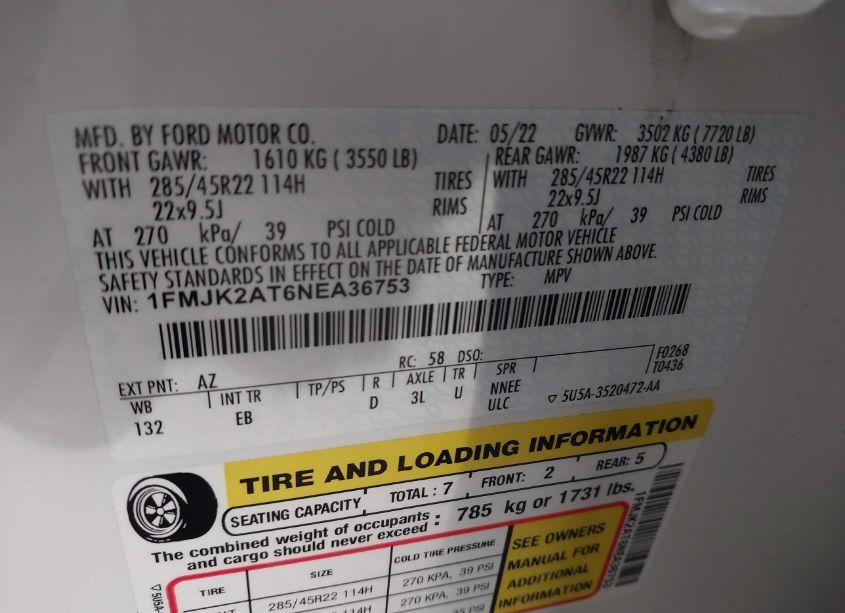 MFD. BY FORD MOTOR CO. DATE: 05/22 GVWR: 3502 KG ( 7720 LB)
FRONT GAWR: 1610 KG ( 3550 LB) REAR GAWR: 1987 KG ( 4380 LB)
WITH 285/45R22 114H TIRES WITH 285/45R22 114H TIRES
22x9.5J RIMS 22x9.5J RIMS
AT 270 kPa/ 39 PSI COLD AT 270 kPa/ 39 PSI COLD
THIS VEHICLE CONFORMS TO ALL APPLICABLE FEDERAL MOTOR VEHICLE
SAFETY STANDARDS IN EFFECT ON THE DATE OF MANUFACTURE SHOWN ABOVE.
VIN: 1FMJK2AT6NEA36753 TYPE: MPV
F0268
EXT PNT: AZ RC: 58 DSO: T0436
WB INT TR TP/PS R AXLE TR SPR
132 EB D 3L U NNEE
ULC 5U5A-3520472-AA
TIRE AND LOADING INFORMATION
SEATING CAPACITY TOTAL : 7 FRONT: 2 REAR: 5
The combined weight of occupants : 785 kg or 1731 lbs.
and cargo should never exceed
TIRE SIZE COLD TIRE PRESSURE SEE OWNERS
285/45R22 114H 270 KPA, 39 PSI MANUAL FOR
270 KPA, 39 PSI ADDITIONAL
INFORMATION
1FMJK2AT6NEA36753